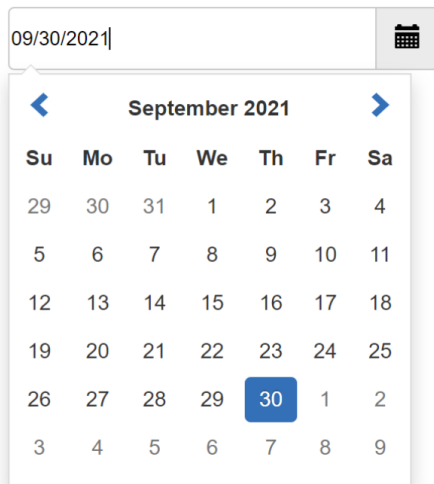 09/30/2021
September 2021
Su Mo Tu We Th Fr Sa
29 30 31 1 2 3 4
5 6 7 8 9 10 11
12 13 14 15 16 17 18
19 20 21 22 23 24 25
26 27 28 29 30 1 2
3 4 5 6 7 8 9